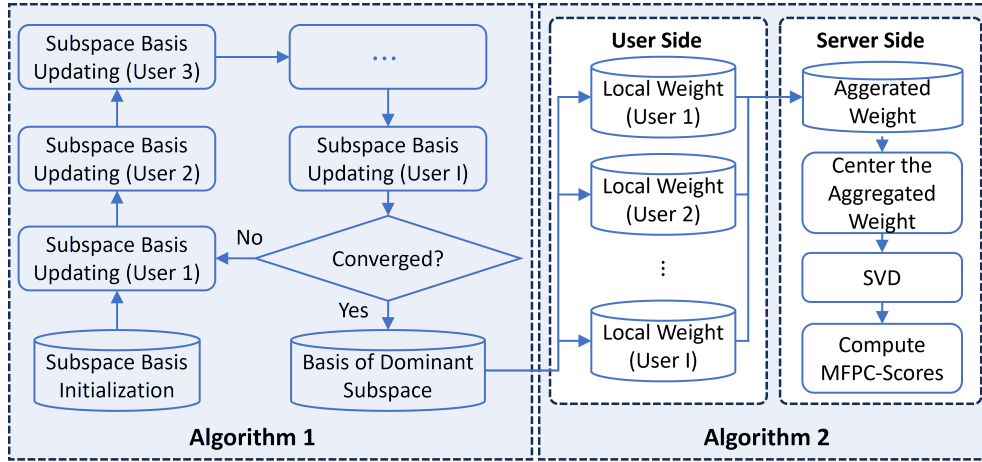 Subspace Basis
Updating (User 3)
...
Subspace Basis
Updating (User 2)
Subspace Basis
Updating (User I)
Subspace Basis
Updating (User 1)
No
Converged?
Yes
Subspace Basis
Initialization
Basis of Dominant
Subspace
Algorithm 1
User Side
Local Weight
(User 1)
Local Weight
(User 2)
⋮
Local Weight
(User I)
Server Side
Aggerated
Weight
Center the
Aggregated
Weight
SVD
Compute
MFPC-Scores
Algorithm 2